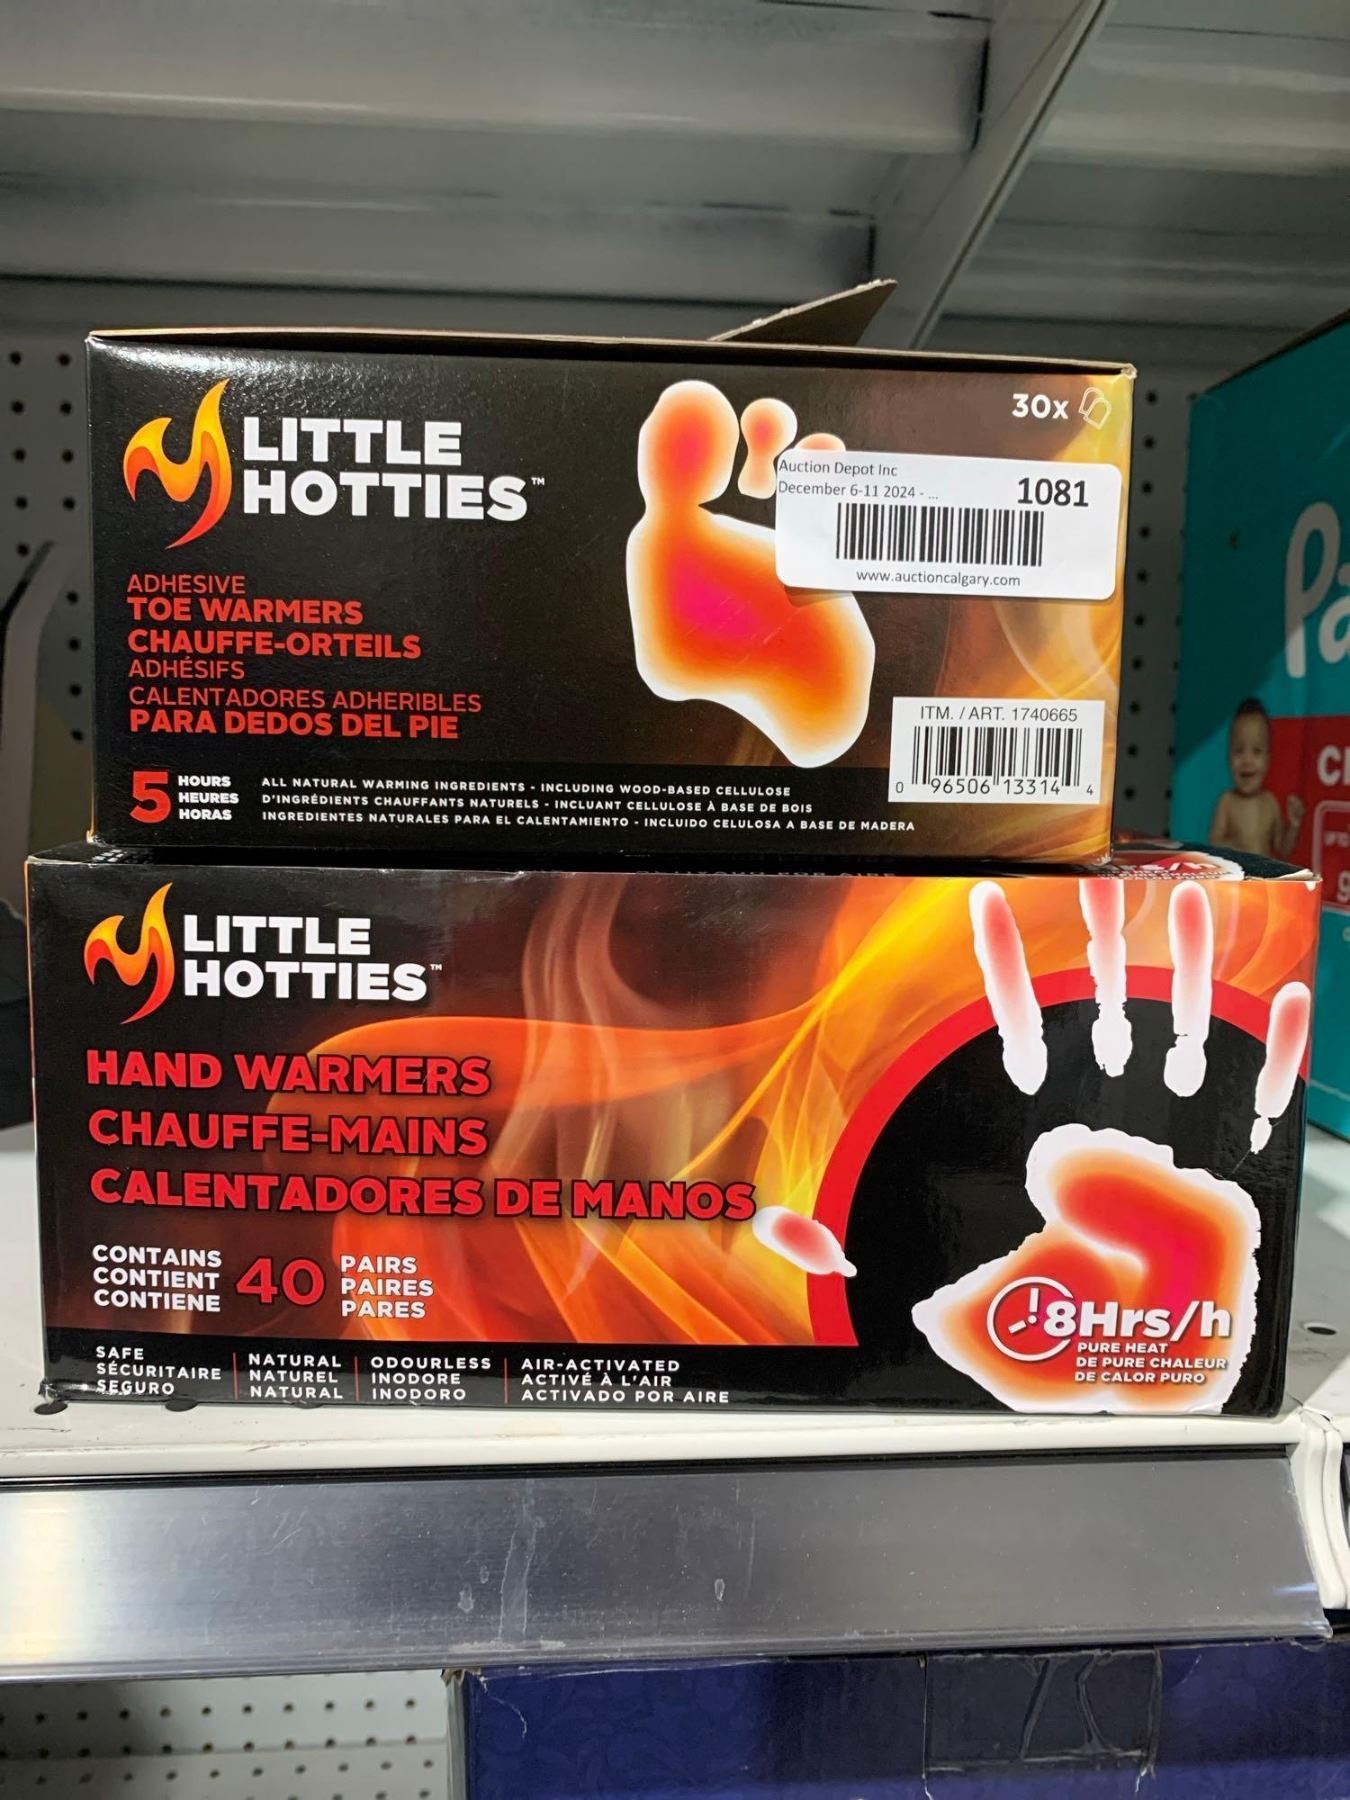 LITTLE
HOTTIES™
30x
Auction Depot Inc
December 6-11 2024 - ...
1081
www.auctioncalgary.com
ADHESIVE
TOE WARMERS
CHAUFFE-ORTEILS
ADHÉSIFS
CALENTADORES ADHERIBLES
PARA DEDOS DEL PIE
ITM. / ART. 1740665
0 96506 13314 4
5 HOURS
HEURES
HORAS
ALL NATURAL WARMING INGREDIENTS - INCLUDING WOOD-BASED CELLULOSE
D'INGRÉDIENTS CHAUFFANTS NATURELS - INCLUANT CELLULOSE À BASE DE BOIS
INGREDIENTES NATURALES PARA EL CALENTAMIENTO - INCLUIDO CELULOSA A BASE DE MADERA
LITTLE
HOTTIES™
HAND WARMERS
CHAUFFE-MAINS
CALENTADORES DE MANOS
CONTAINS
CONTIENT
CONTIENE
40
PAIRS
PAIRES
PARES
8Hrs/h
PURE HEAT
DE PURE CHALEUR
DE CALOR PURO
SAFE
SÉCURITAIRE
SEGURO
NATURAL
NATUREL
NATURAL
ODOURLESS
INODORE
INODORO
AIR-ACTIVATED
ACTIVÉ À L'AIR
ACTIVADO POR AIRE